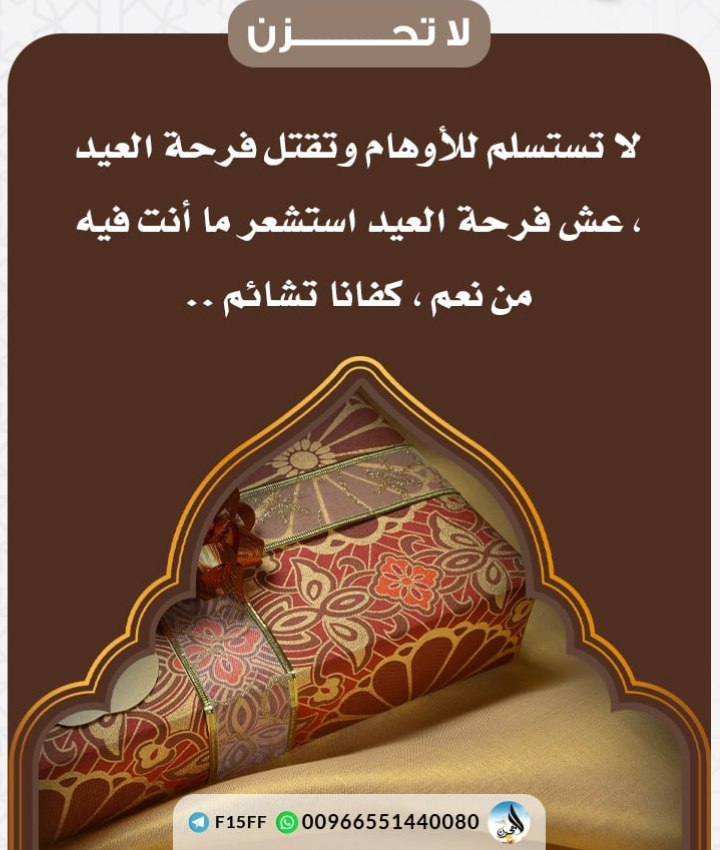 لا تحـــــزن
لا تستسلم للأوهام وتقتل فرحة العيد
، عش فرحة العيد استشعر ما أنت فيه
من نعم ، كفانا تشائم ..
F15FF 00966551440080